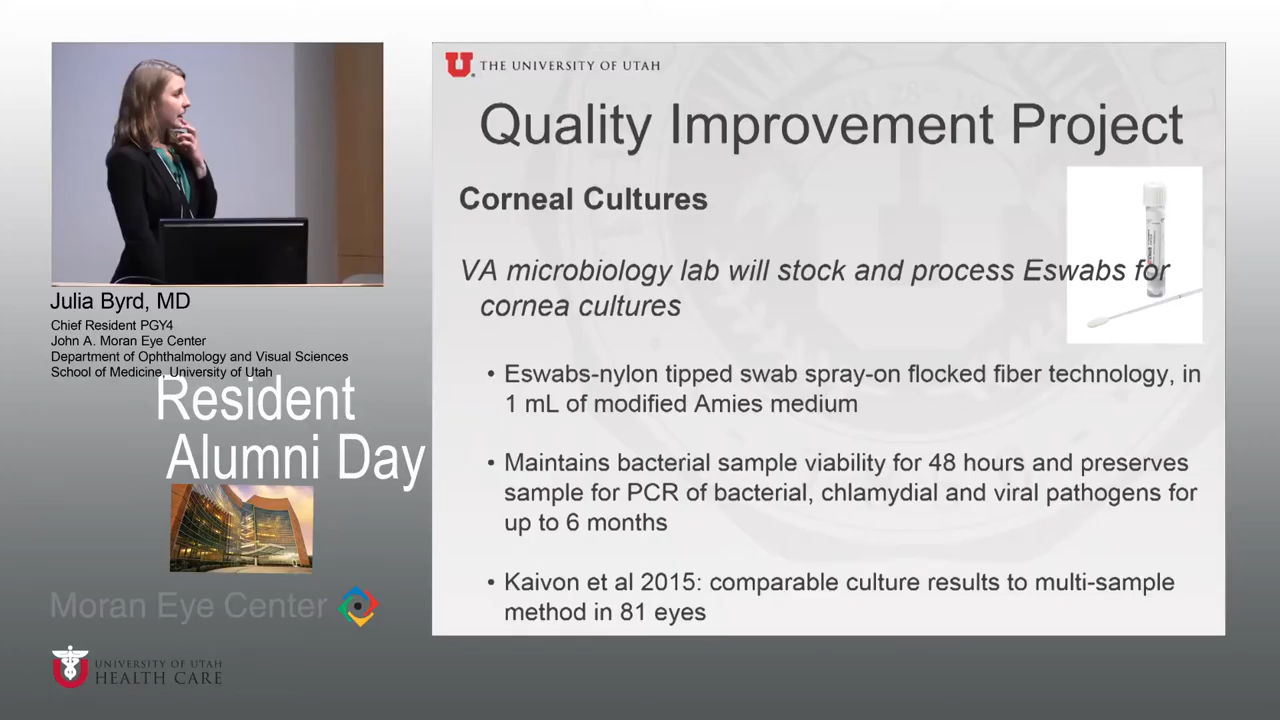 THE UNIVERSITY OF UTAH
Quality Improvement Project
Corneal Cultures
VA microbiology lab will stock and process Eswabs for
cornea cultures
• Eswabs-nylon tipped swab spray-on flocked fiber technology, in
1 mL of modified Amies medium
• Maintains bacterial sample viability for 48 hours and preserves
sample for PCR of bacterial, chlamydial and viral pathogens for
up to 6 months
• Kaivon et al 2015: comparable culture results to multi-sample
method in 81 eyes
Julia Byrd, MD
Chief Resident PGY4
John A. Moran Eye Center
Department of Ophthalmology and Visual Sciences
School of Medicine, University of Utah
Resident
Alumni Day
Moran Eye Center
UNIVERSITY OF UTAH
HEALTH CARE